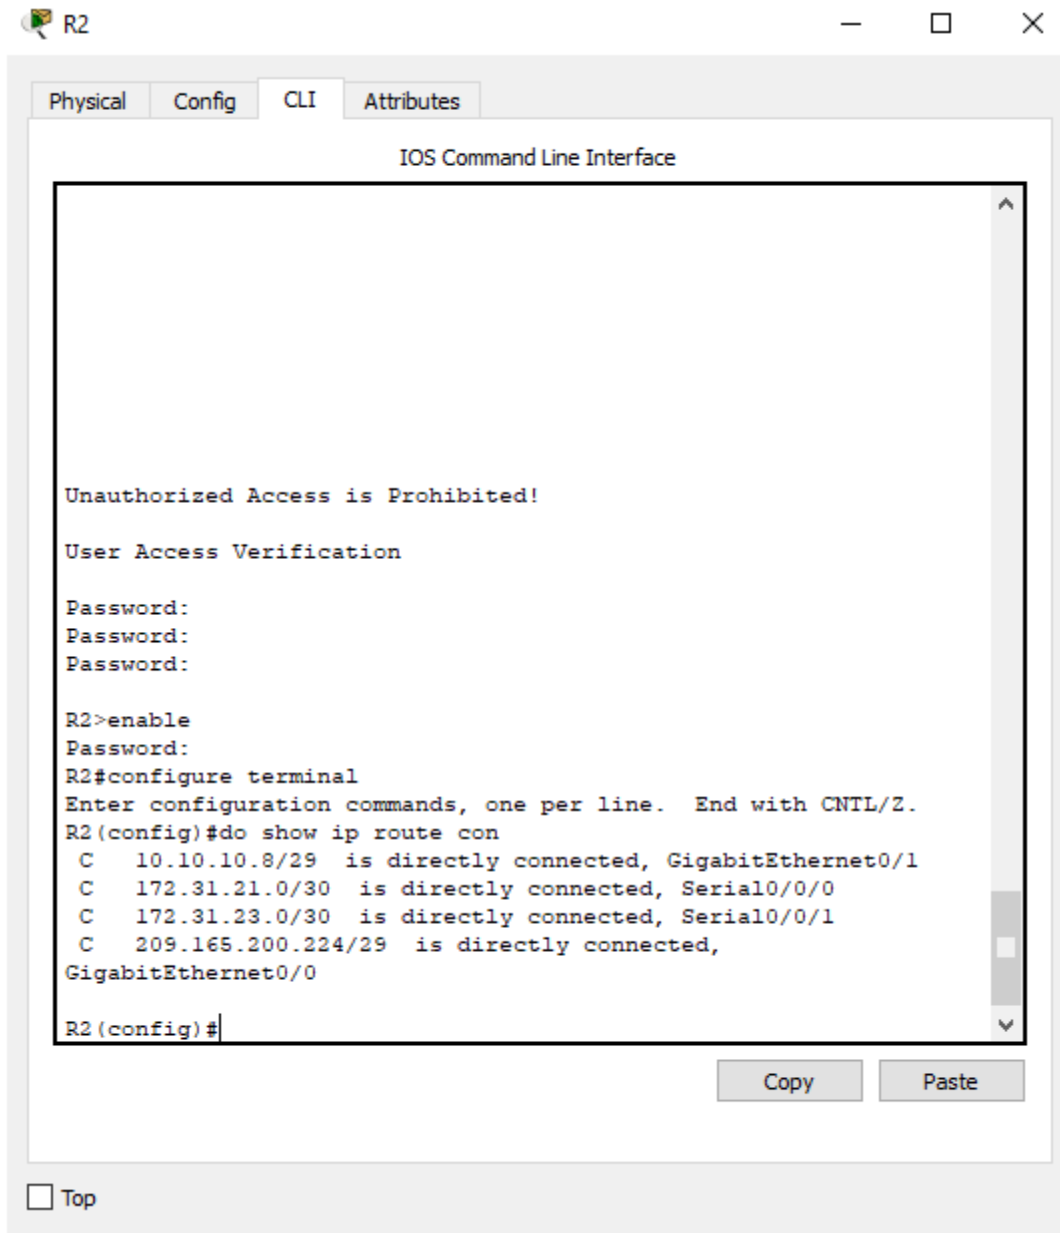 R2
Physical Config CLI Attributes
IOS Command Line Interface
Unauthorized Access is Prohibited!
User Access Verification
Password:
Password:
Password:
R2>enable
Password:
R2#configure terminal
Enter configuration commands, one per line.  End with CNTL/Z.
R2(config)#do show ip route con
 C   10.10.10.8/29  is directly connected, GigabitEthernet0/1
 C   172.31.21.0/30  is directly connected, Serial0/0/0
 C   172.31.23.0/30  is directly connected, Serial0/0/1
 C   209.165.200.224/29  is directly connected,
GigabitEthernet0/0
R2(config)#
Copy Paste
Top